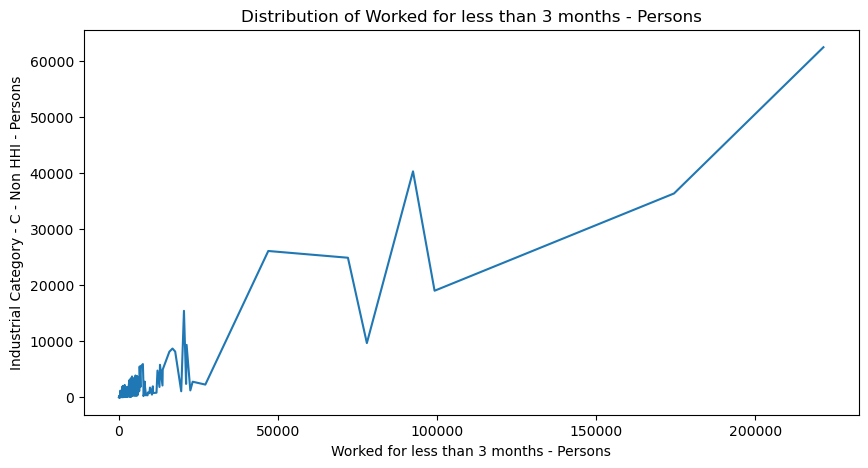 Distribution of Worked for less than 3 months - Persons
Industrial Category - C - Non HHI - Persons
60000
50000
40000
30000
20000
10000
0
0 50000 100000 150000 200000
Worked for less than 3 months - Persons